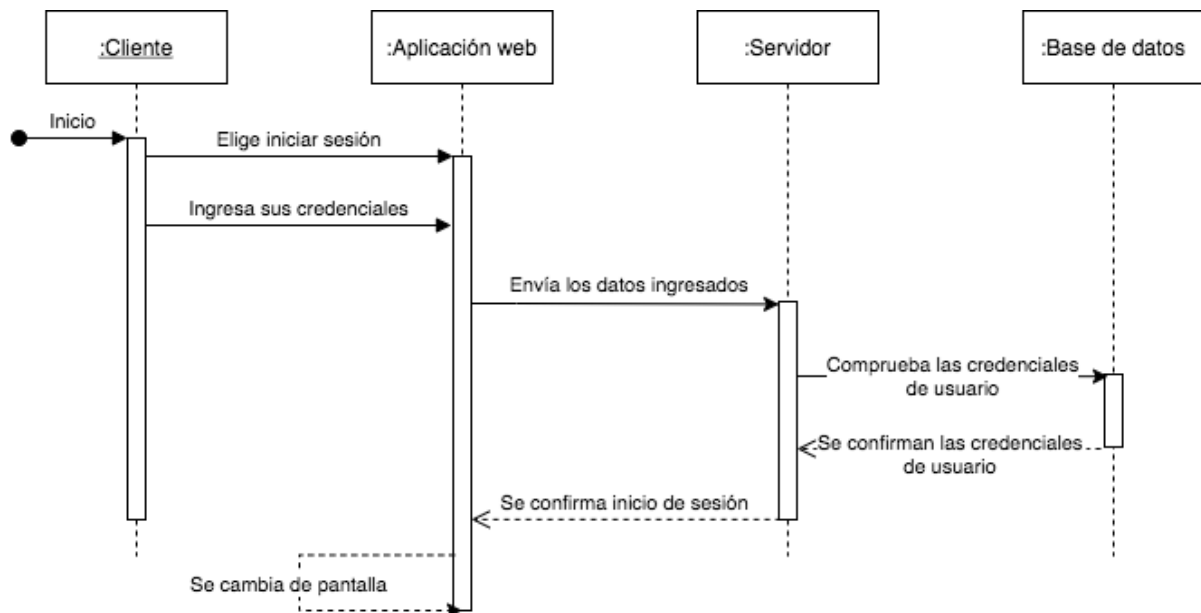 :Cliente
:Aplicación web
:Servidor
:Base de datos
Inicio
Elige iniciar sesión
Ingresa sus credenciales
Envía los datos ingresados
Comprueba las credenciales
de usuario
Se confirman las credenciales
de usuario
Se confirma inicio de sesión
Se cambia de pantalla